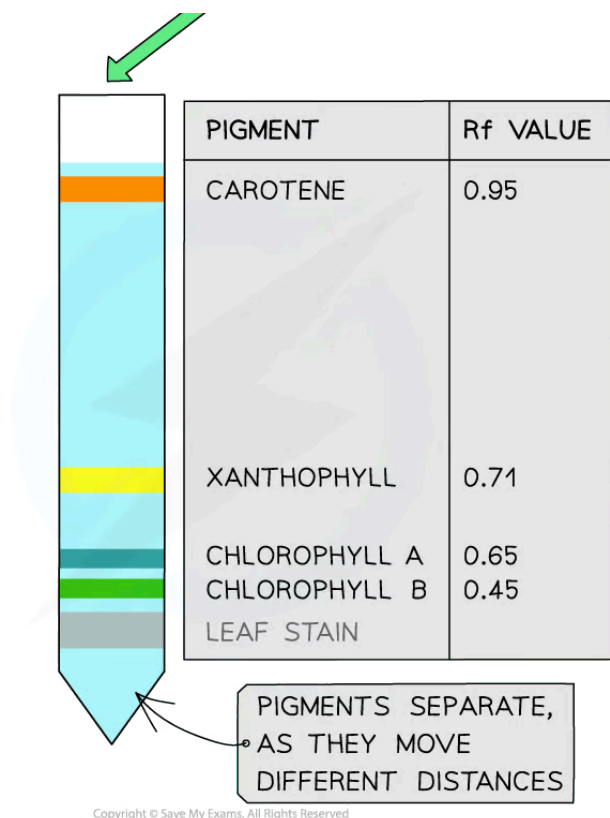 PIGMENT Rf VALUE
CAROTENE 0.95
XANTHOPHYLL 0.71
CHLOROPHYLL A 0.65
CHLOROPHYLL B 0.45
LEAF STAIN
PIGMENTS SEPARATE,
AS THEY MOVE
DIFFERENT DISTANCES
Copyright © Save My Exams. All Rights Reserved